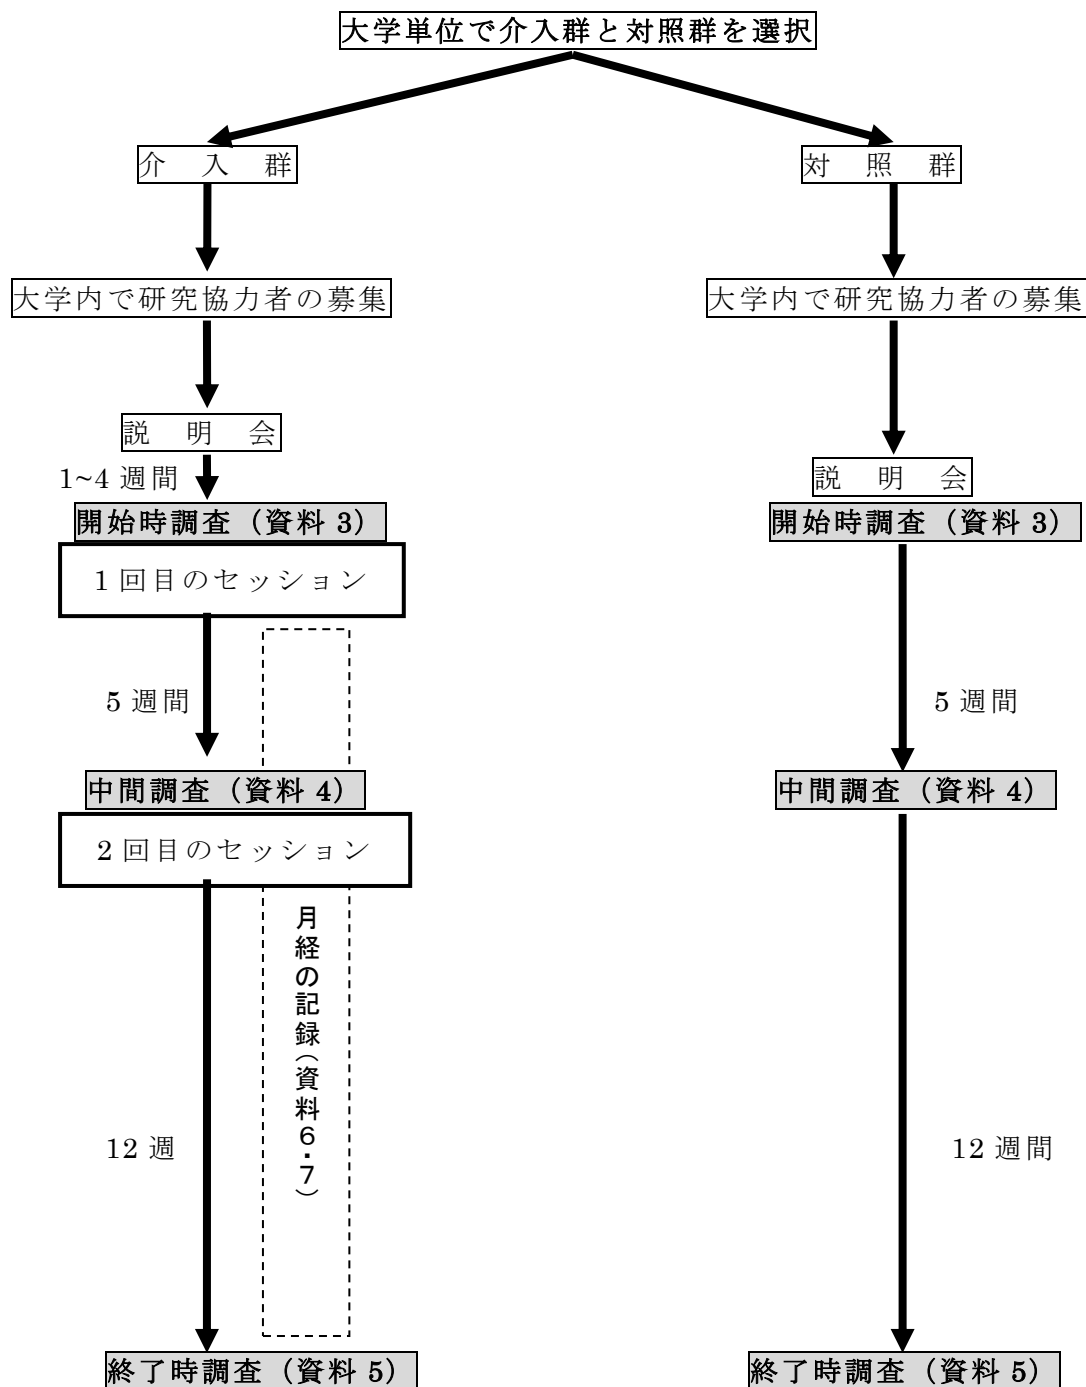 大学単位で介入群と対照群を選択
介　入　群
対　照　群
大学内で研究協力者の募集
大学内で研究協力者の募集
説　明　会
1~4 週間
説　明　会
開始時調査（資料 3）
開始時調査（資料 3）
1 回目のセッション
5 週間
5 週間
中間調査（資料 4）
中間調査（資料 4）
2 回目のセッション
月経の記録（資料６・７）
12 週
12 週間
終了時調査（資料 5）
終了時調査（資料 5）